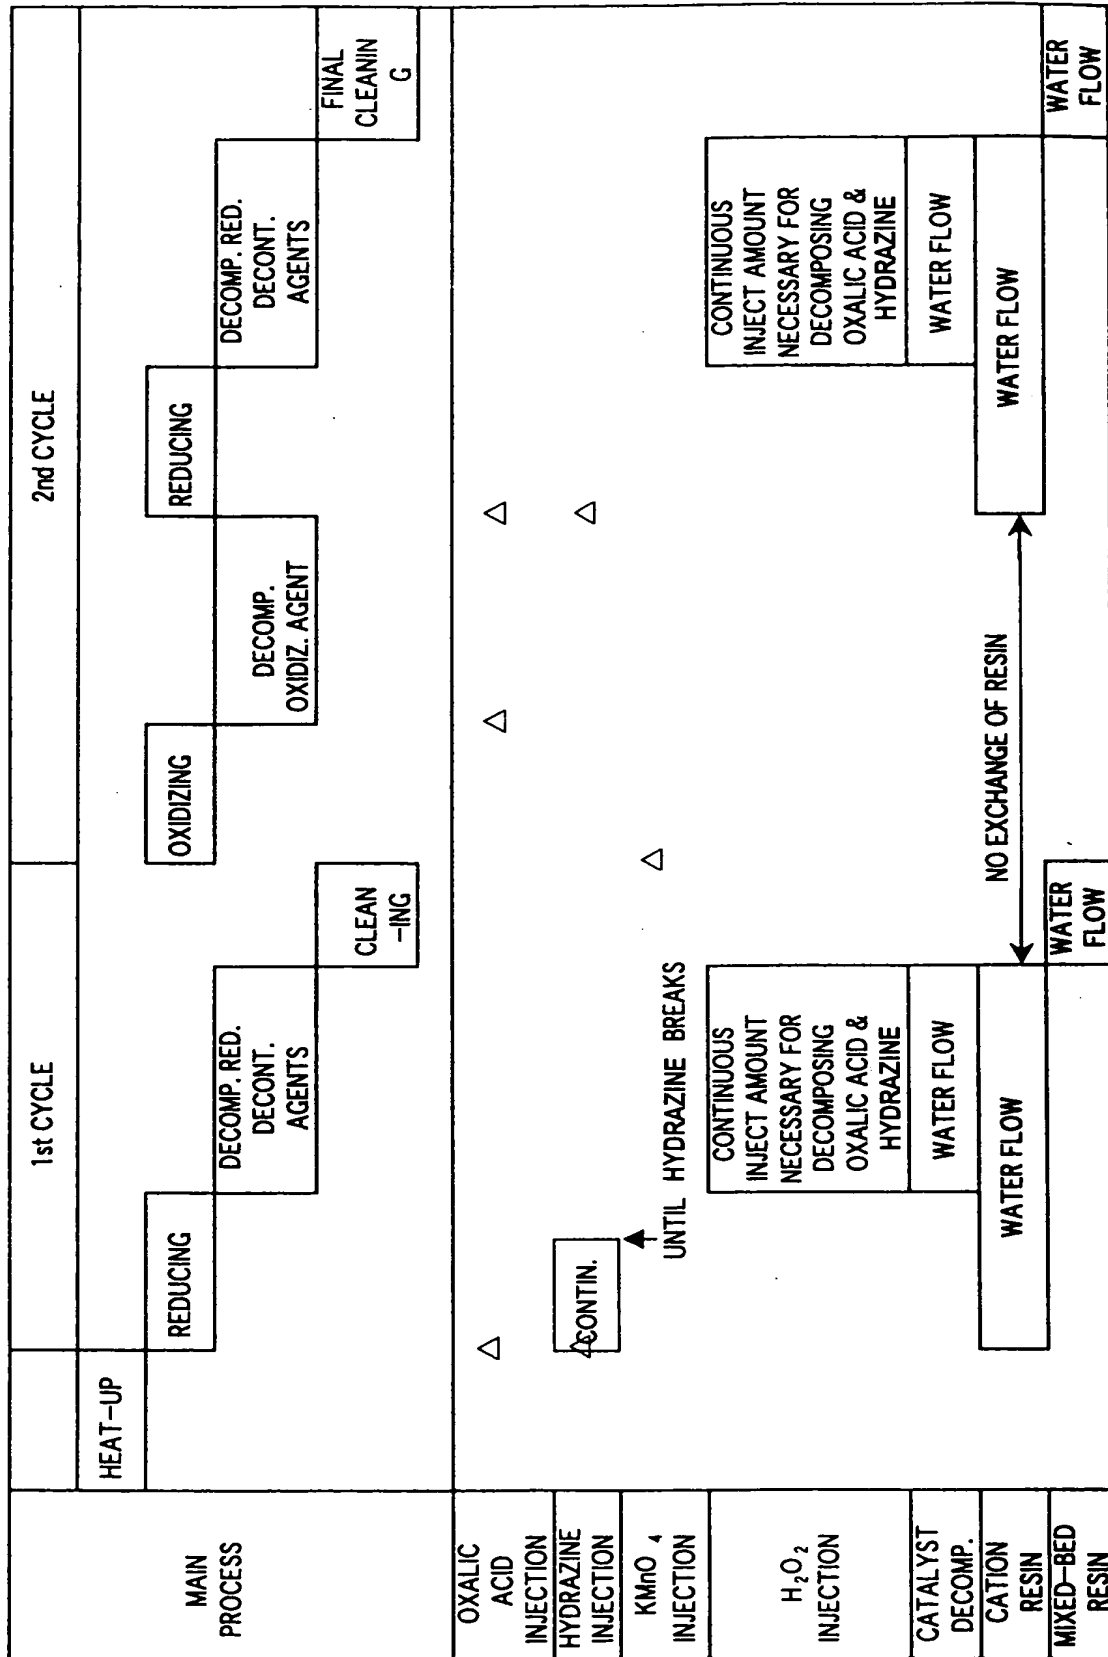 1st CYCLE
2nd CYCLE
MAIN
PROCESS
HEAT-UP
REDUCING
DECOMP. RED.
DECONT.
AGENTS
CLEAN
-ING
OXIDIZING
DECOMP.
OXIDIZ. AGENT
REDUCING
DECOMP. RED.
DECONT.
AGENTS
FINAL
CLEANIN
G
OXALIC
ACID
INJECTION
△
△
△
HYDRAZINE
INJECTION
△
CONTIN.
△
UNTIL HYDRAZINE BREAKS
KMnO4
INJECTION
△
H2O2
INJECTION
CONTINUOUS
INJECT AMOUNT
NECESSARY FOR
DECOMPOSING
OXALIC ACID &
HYDRAZINE
CONTINUOUS
INJECT AMOUNT
NECESSARY FOR
DECOMPOSING
OXALIC ACID &
HYDRAZINE
CATALYST
DECOMP.
WATER FLOW
WATER FLOW
CATION
RESIN
WATER FLOW
NO EXCHANGE OF RESIN
WATER FLOW
MIXED-BED
RESIN
WATER
FLOW
WATER
FLOW